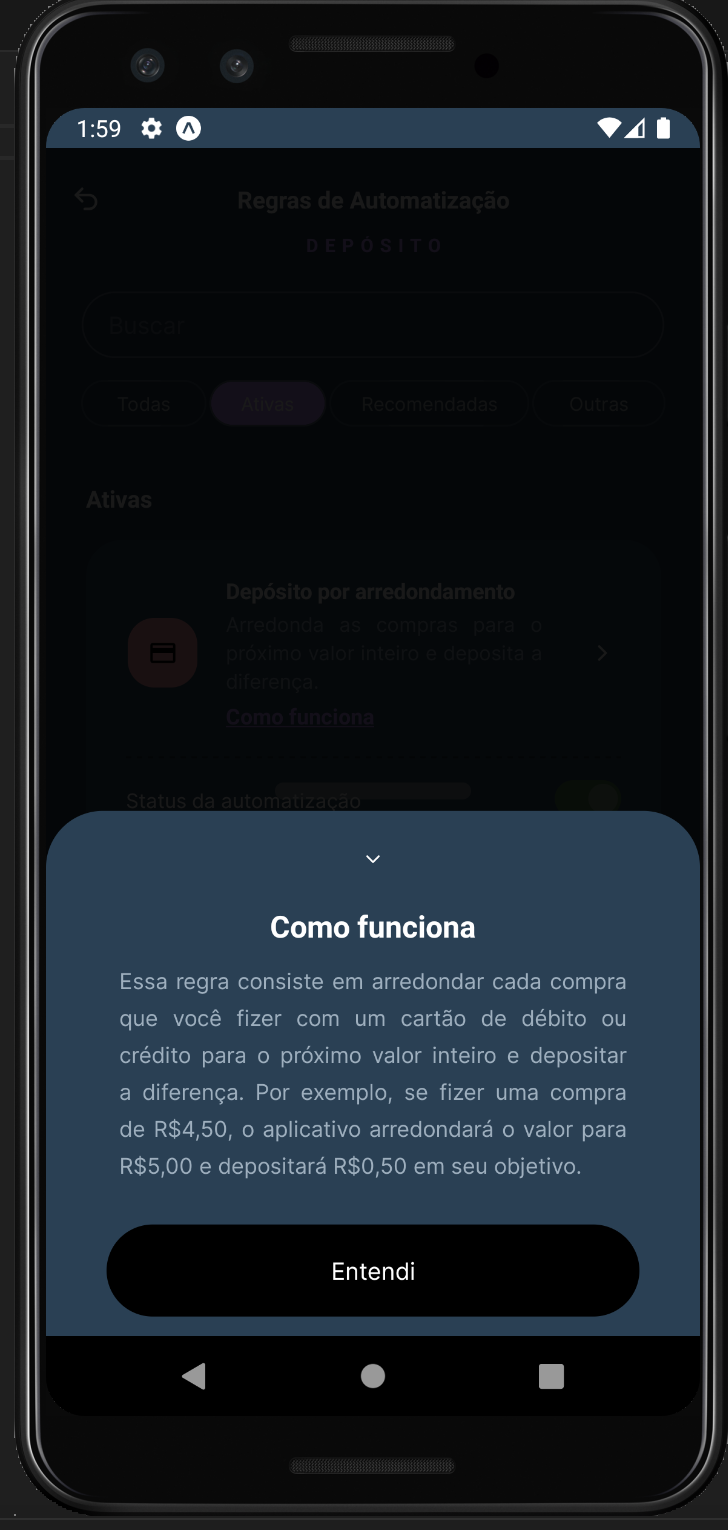 1:59
Regras de Automatização
DEPÓSITO
Buscar
Todas
Ativas
Recomendadas
Outras
Ativas
Depósito por arredondamento
Arredonda as compras para o
próximo valor inteiro e deposita a
diferença.
Como funciona
Status da automatização
Como funciona
Essa regra consiste em arredondar cada compra
que você fizer com um cartão de débito ou
crédito para o próximo valor inteiro e depositar
a diferença. Por exemplo, se fizer uma compra
de R$4,50, o aplicativo arredondará o valor para
R$5,00 e depositará R$0,50 em seu objetivo.
Entendi